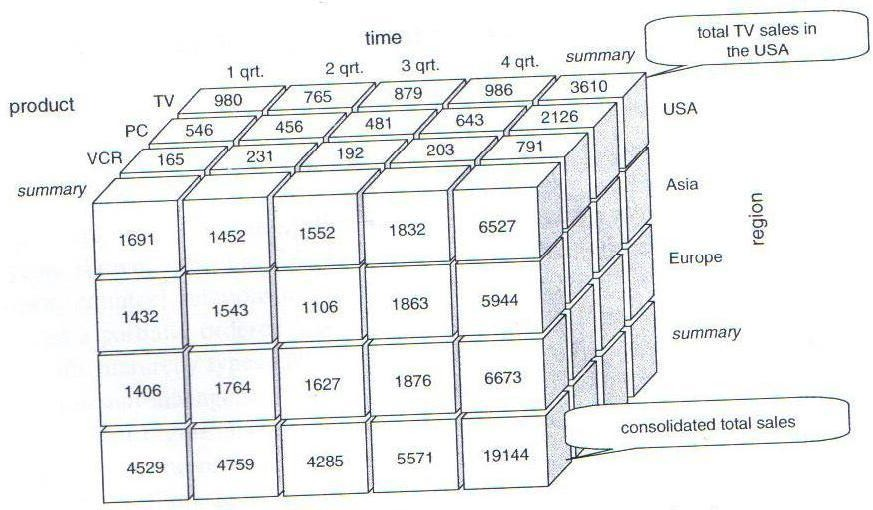 time
total TV sales in
the USA
1 qrt. 2 qrt. 3 qrt. 4 qrt. summary
product TV 980 765 879 986 3610 USA
PC 546 456 481 643 2126
VCR 165 231 192 203 791
summary Asia
1691 1452 1552 1832 6527
region
Europe
1432 1543 1106 1863 5944
summary
1406 1764 1627 1876 6673
consolidated total sales
4529 4759 4285 5571 19144